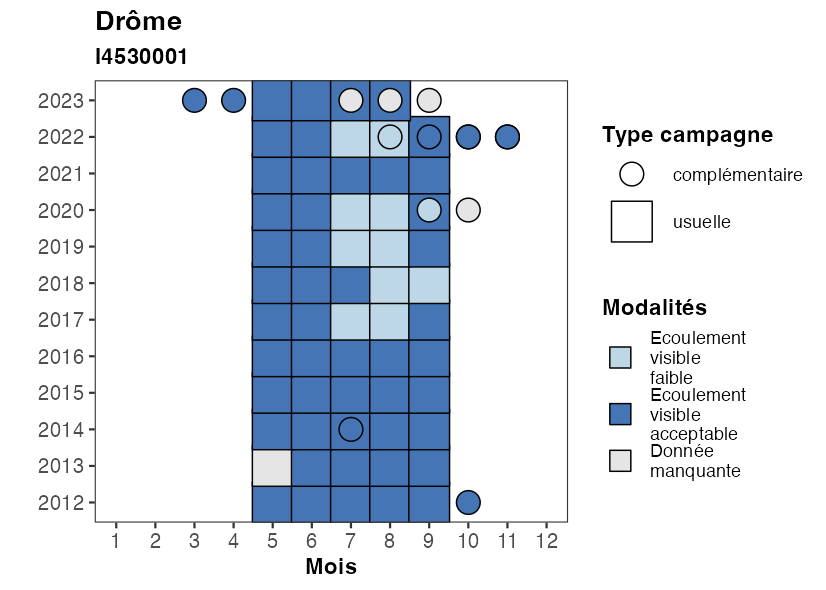 Drôme
I4530001
2023
2022
2021
2020
2019
2018
2017
2016
2015
2014
2013
2012
1 2 3 4 5 6 7 8 9 10 11 12
Mois
Type campagne
complémentaire
usuelle
Modalités
Ecoulement
visible
faible
Ecoulement
visible
acceptable
Donnée
manquante